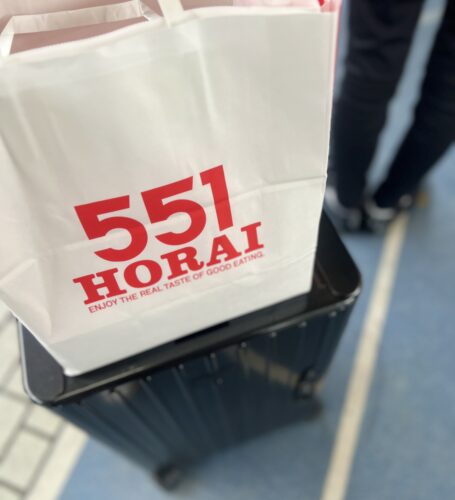 551
HORAI
ENJOY THE REAL TASTE OF GOOD EATING.